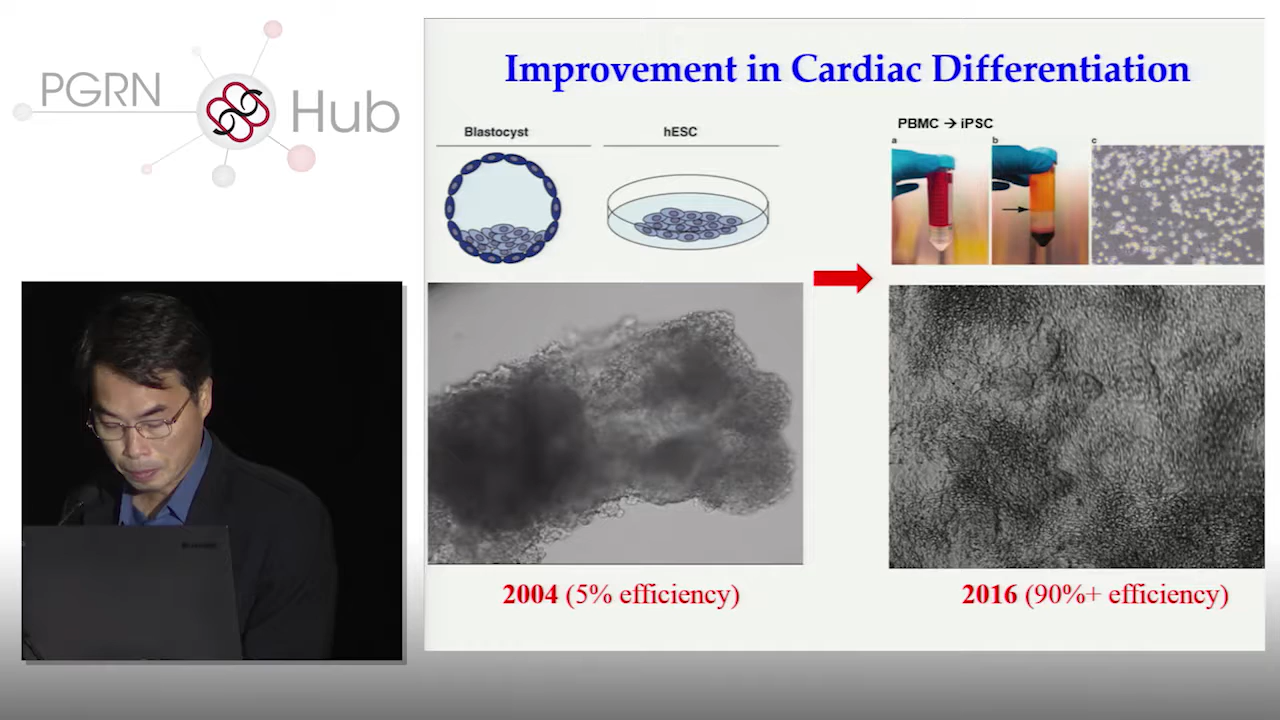 PGRN
Hub
Improvement in Cardiac Differentiation
Blastocyst
hESC
PBMC → iPSC
a
b
c
2004 (5% efficiency)
2016 (90%+ efficiency)